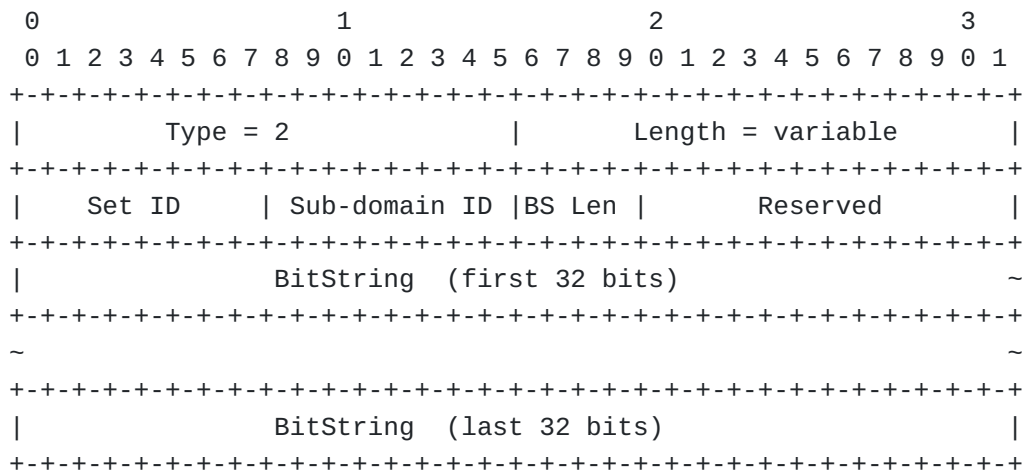 0                   1                   2                   3
 0 1 2 3 4 5 6 7 8 9 0 1 2 3 4 5 6 7 8 9 0 1 2 3 4 5 6 7 8 9 0 1
+-+-+-+-+-+-+-+-+-+-+-+-+-+-+-+-+-+-+-+-+-+-+-+-+-+-+-+-+-+-+-+-+
|         Type = 2              |       Length = variable       |
+-+-+-+-+-+-+-+-+-+-+-+-+-+-+-+-+-+-+-+-+-+-+-+-+-+-+-+-+-+-+-+-+
|    Set ID     | Sub-domain ID |BS Len |       Reserved        |
+-+-+-+-+-+-+-+-+-+-+-+-+-+-+-+-+-+-+-+-+-+-+-+-+-+-+-+-+-+-+-+-+
|                BitString  (first 32 bits)                     ~
+-+-+-+-+-+-+-+-+-+-+-+-+-+-+-+-+-+-+-+-+-+-+-+-+-+-+-+-+-+-+-+-+
~                                                               ~
+-+-+-+-+-+-+-+-+-+-+-+-+-+-+-+-+-+-+-+-+-+-+-+-+-+-+-+-+-+-+-+-+
|                BitString  (last 32 bits)                      |
+-+-+-+-+-+-+-+-+-+-+-+-+-+-+-+-+-+-+-+-+-+-+-+-+-+-+-+-+-+-+-+-+